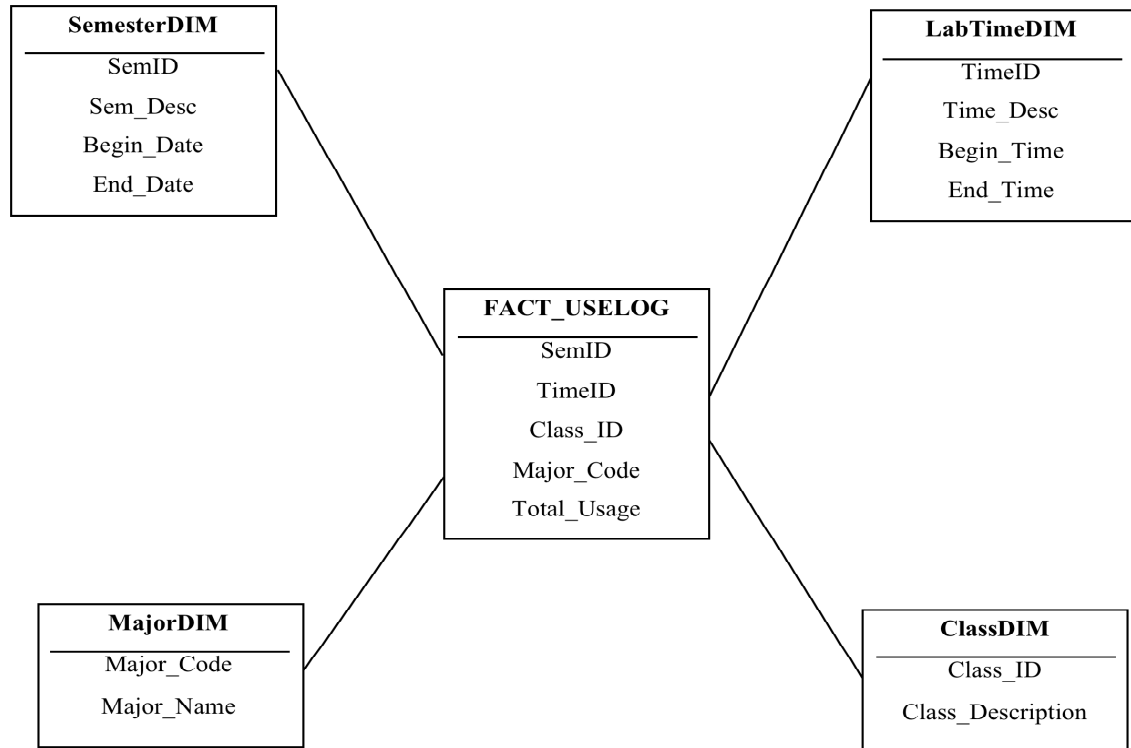 SemesterDIM
SemID
Sem_Desc
Begin_Date
End_Date
LabTimeDIM
TimeID
Time_Desc
Begin_Time
End_Time
FACT_USELOG
SemID
TimeID
Class_ID
Major_Code
Total_Usage
MajorDIM
Major_Code
Major_Name
ClassDIM
Class_ID
Class_Description